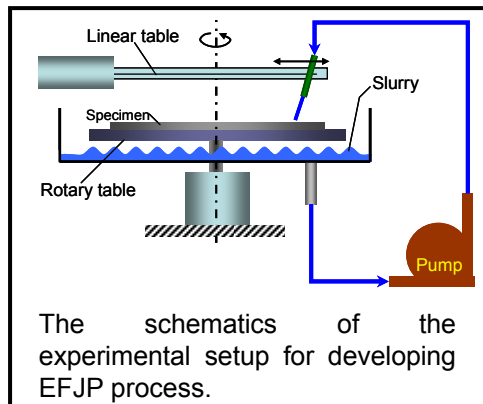 Linear table
Slurry
Specimen
Rotary table
Pump
The schematics of the
experimental setup for developing
EFJP process.